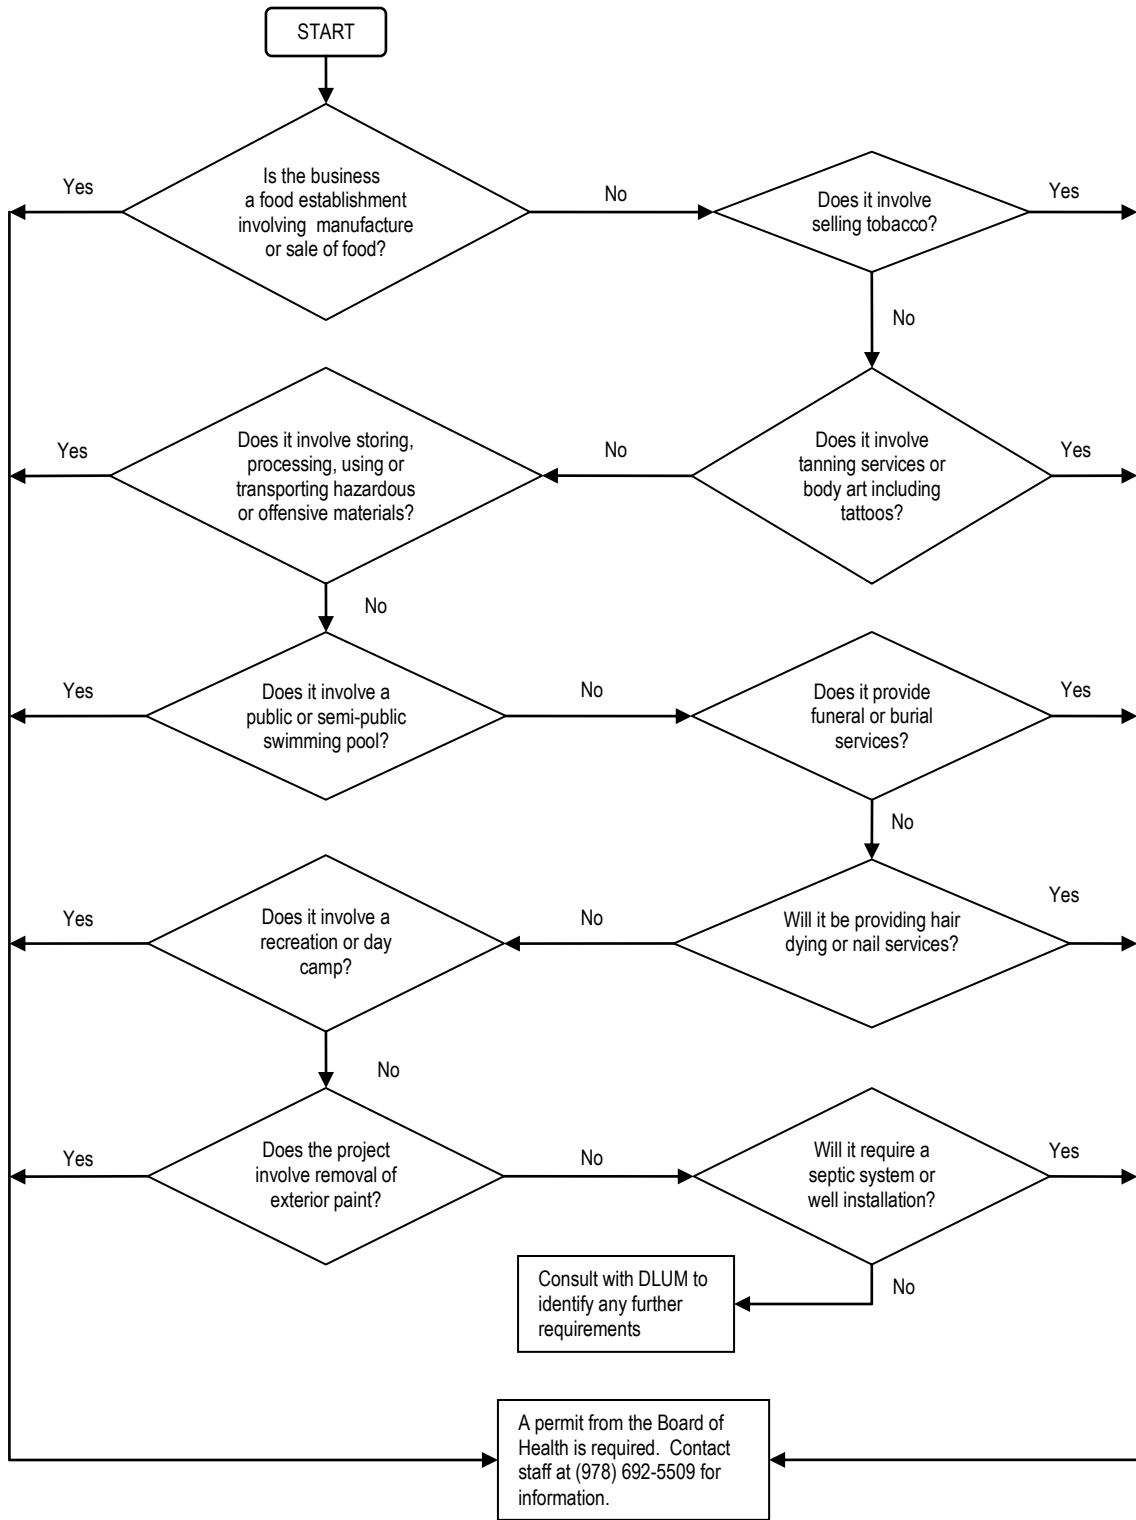 START
Is the business
a food establishment
involving manufacture
or sale of food?
Yes
No
Does it involve
selling tobacco?
Yes
No
Does it involve
tanning services or
body art including
tattoos?
Yes
No
Does it involve storing,
processing, using or
transporting hazardous
or offensive materials?
Yes
No
Does it involve a
public or semi-public
swimming pool?
Yes
No
Does it provide
funeral or burial
services?
Yes
No
Will it be providing hair
dying or nail services?
Yes
No
Does it involve a
recreation or day
camp?
Yes
No
Does the project
involve removal of
exterior paint?
Yes
No
Will it require a
septic system or
well installation?
Yes
No
Consult with DLUM to
identify any further
requirements
A permit from the Board of
Health is required.  Contact
staff at (978) 692-5509 for
information.